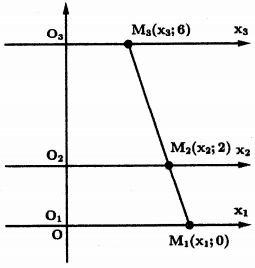 O₃ M₃(x₃; 6) x₃
O₂ M₂(x₂; 2) x₂
O₁ x₁
O M₁(x₁; 0)